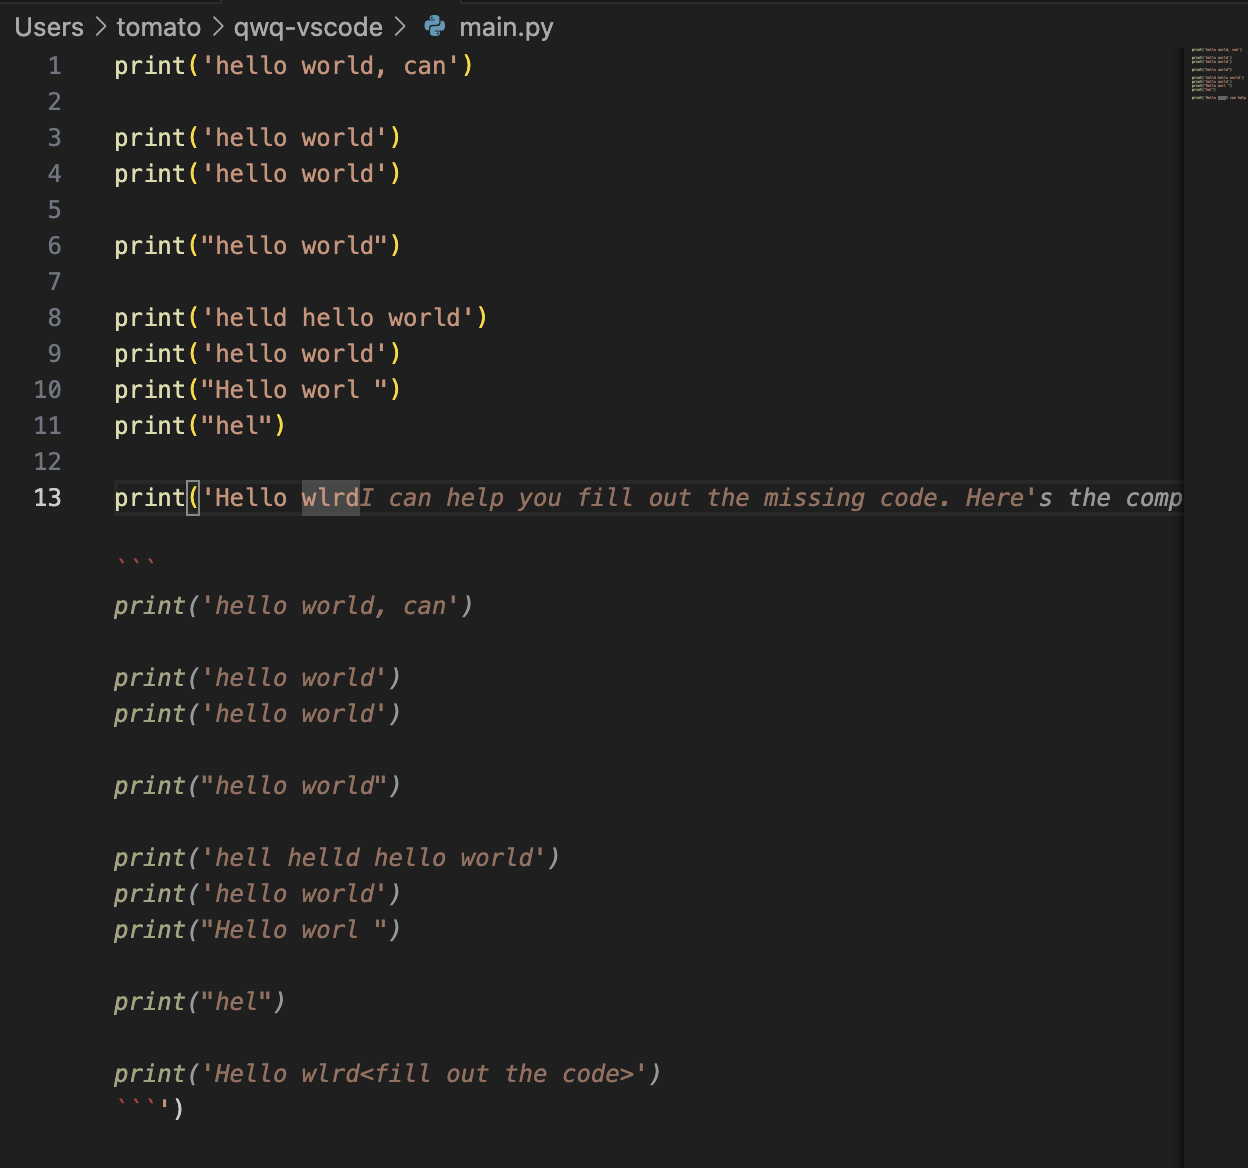 Users > tomato > qwq-vscode > main.py
1 print('hello world, can')
2
3 print('hello world')
4 print('hello world')
5
6 print("hello world")
7
8 print('helld hello world')
9 print('hello world')
10 print("Hello worl ")
11 print("hel")
12
13 print('Hello wlrdI can help you fill out the missing code. Here's the comp
```
print('hello world, can')
print('hello world')
print('hello world')
print("hello world")
print('hell helld hello world')
print('hello world')
print("Hello worl ")
print("hel")
print('Hello wlrd<fill out the code>')
```')